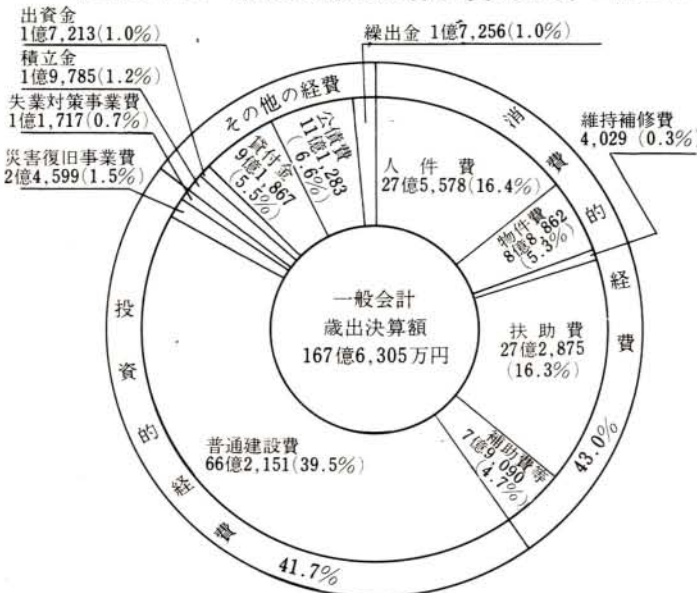 出資金
1億7,213(1.0%)
積立金
1億9,785(1.2%)
失業対策事業費
1億1,717(0.7%)
災害復旧事業費
2億4,599(1.5%)
繰出金 1億7,256(1.0%)
その他の経費
公債費
11億1,283
(6.6%)
貸付金
9億1,867
(5.5%)
消費的経費
43.0%
人件費
27億5,578(16.4%)
維持補修費
4,029(0.3%)
物件費
8億8,862
(5.3%)
扶助費
27億2,875
(16.3%)
補助費等
7億9,090
(4.7%)
一般会計
歳出決算額
167億6,305万円
普通建設費
66億2,151(39.5%)
投資的経費
41.7%